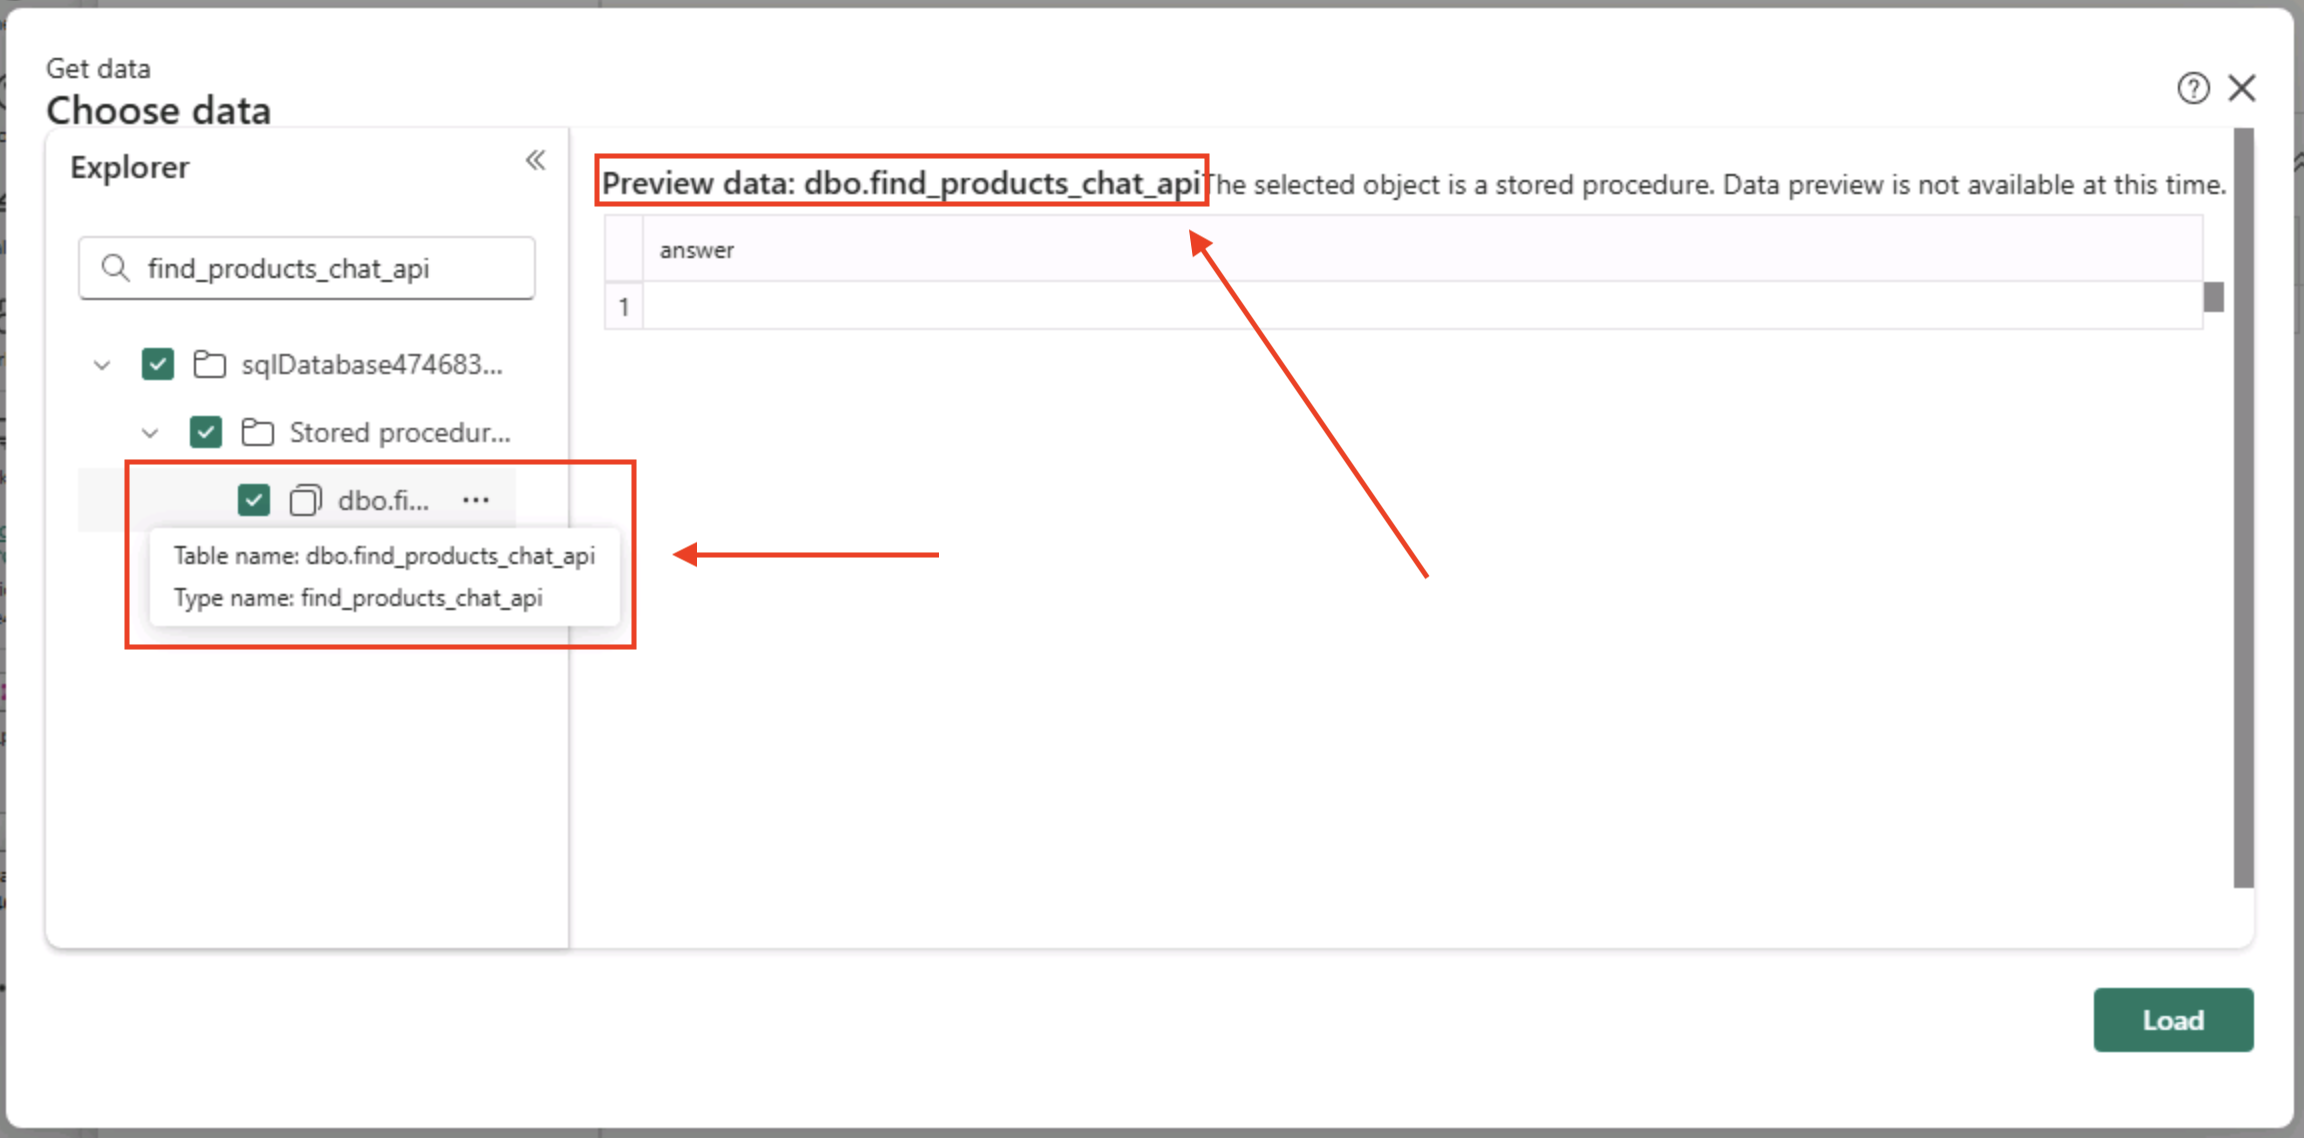 Get data
Choose data
Explorer
find_products_chat_api
sqlDatabase474683...
Stored procedur...
dbo.fi...
Table name: dbo.find_products_chat_api
Type name: find_products_chat_api
Preview data: dbo.find_products_chat_api The selected object is a stored procedure. Data preview is not available at this time.
answer
1
Load